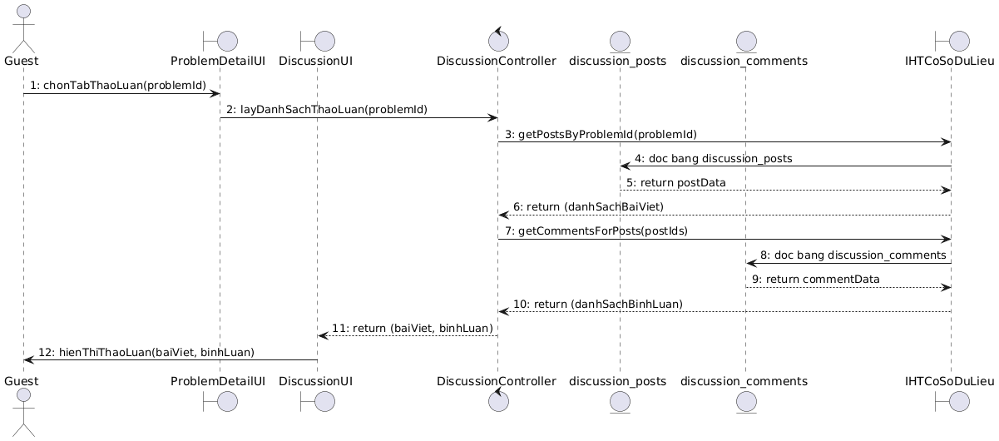 Guest
ProblemDetailUI
DiscussionUI
DiscussionController
discussion_posts
discussion_comments
IHTCoSoDuLieu
1: chonTabThaoLuan(problemId)
2: layDanhSachThaoLuan(problemId)
3: getPostsByProblemId(problemId)
4: doc bang discussion_posts
5: return postData
6: return (danhSachBaiViet)
7: getCommentsForPosts(postIds)
8: doc bang discussion_comments
9: return commentData
10: return (danhSachBinhLuan)
11: return (baiViet, binhLuan)
12: hienThiThaoLuan(baiViet, binhLuan)
Guest
ProblemDetailUI
DiscussionUI
DiscussionController
discussion_posts
discussion_comments
IHTCoSoDuLieu